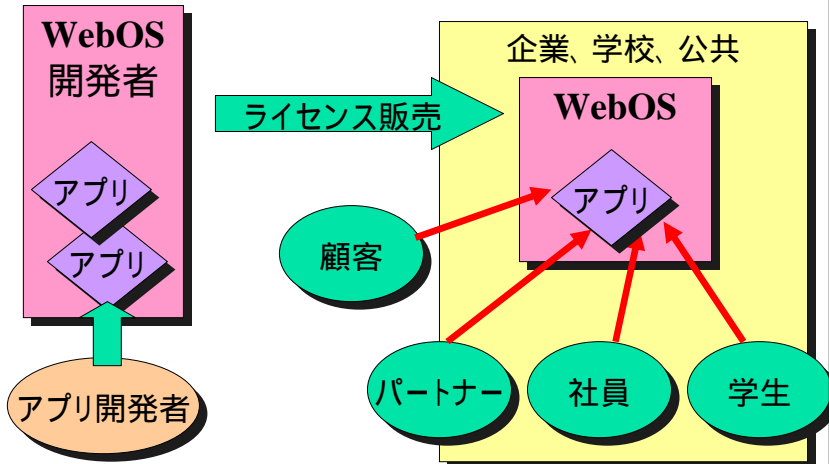 WebOS
開発者
アプリ
アプリ
アプリ開発者
ライセンス販売
企業、学校、公共
WebOS
アプリ
顧客
パートナー
社員
学生